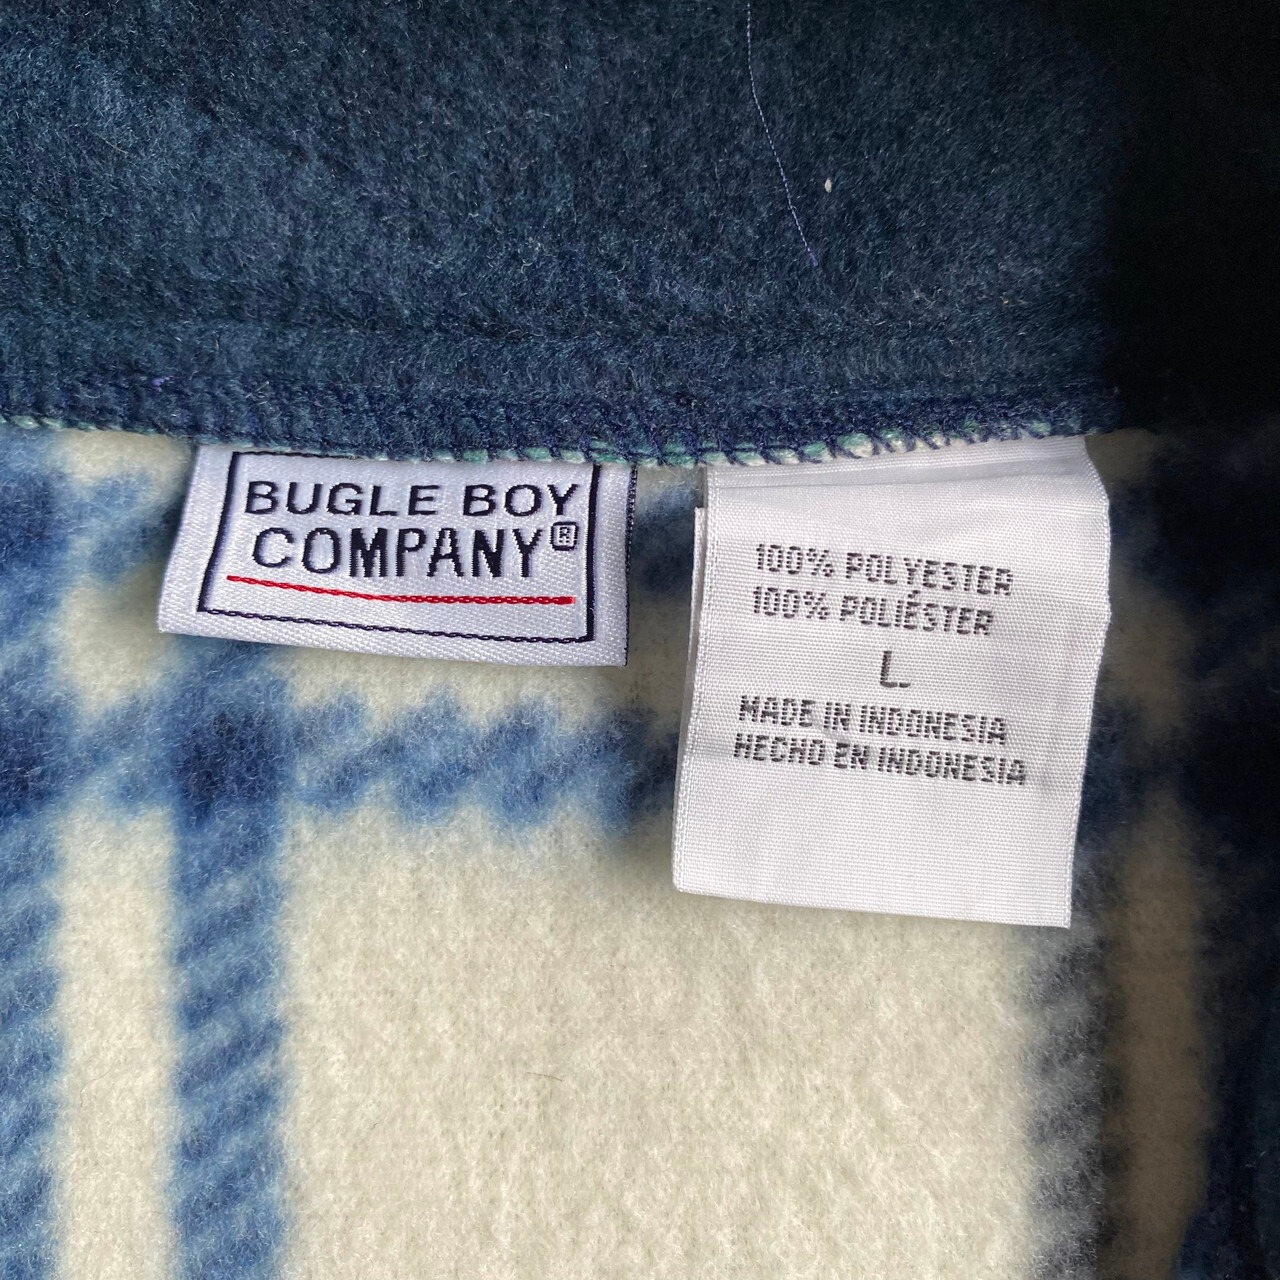 BUGLE BOY
COMPANY®
100% POLYESTER
100% POLIÉSTER
L.
MADE IN INDONESIA
HECHO EN INDONESIA